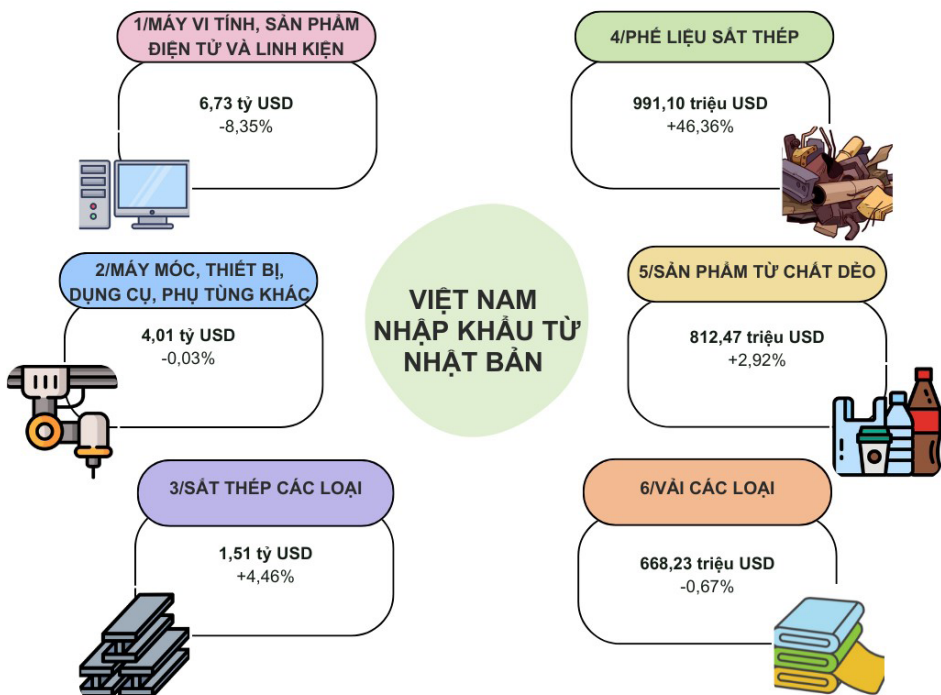 1/MÁY VI TÍNH, SẢN PHẨM
ĐIỆN TỬ VÀ LINH KIỆN
6,73 tỷ USD
-8,35%
2/MÁY MÓC, THIẾT BỊ,
DỤNG CỤ, PHỤ TÙNG KHÁC
4,01 tỷ USD
-0,03%
3/SẮT THÉP CÁC LOẠI
1,51 tỷ USD
+4,46%
VIỆT NAM
NHẬP KHẨU TỪ
NHẬT BẢN
4/PHẾ LIỆU SẮT THÉP
991,10 triệu USD
+46,36%
5/SẢN PHẨM TỪ CHẤT DẺO
812,47 triệu USD
+2,92%
6/VẢI CÁC LOẠI
668,23 triệu USD
-0,67%